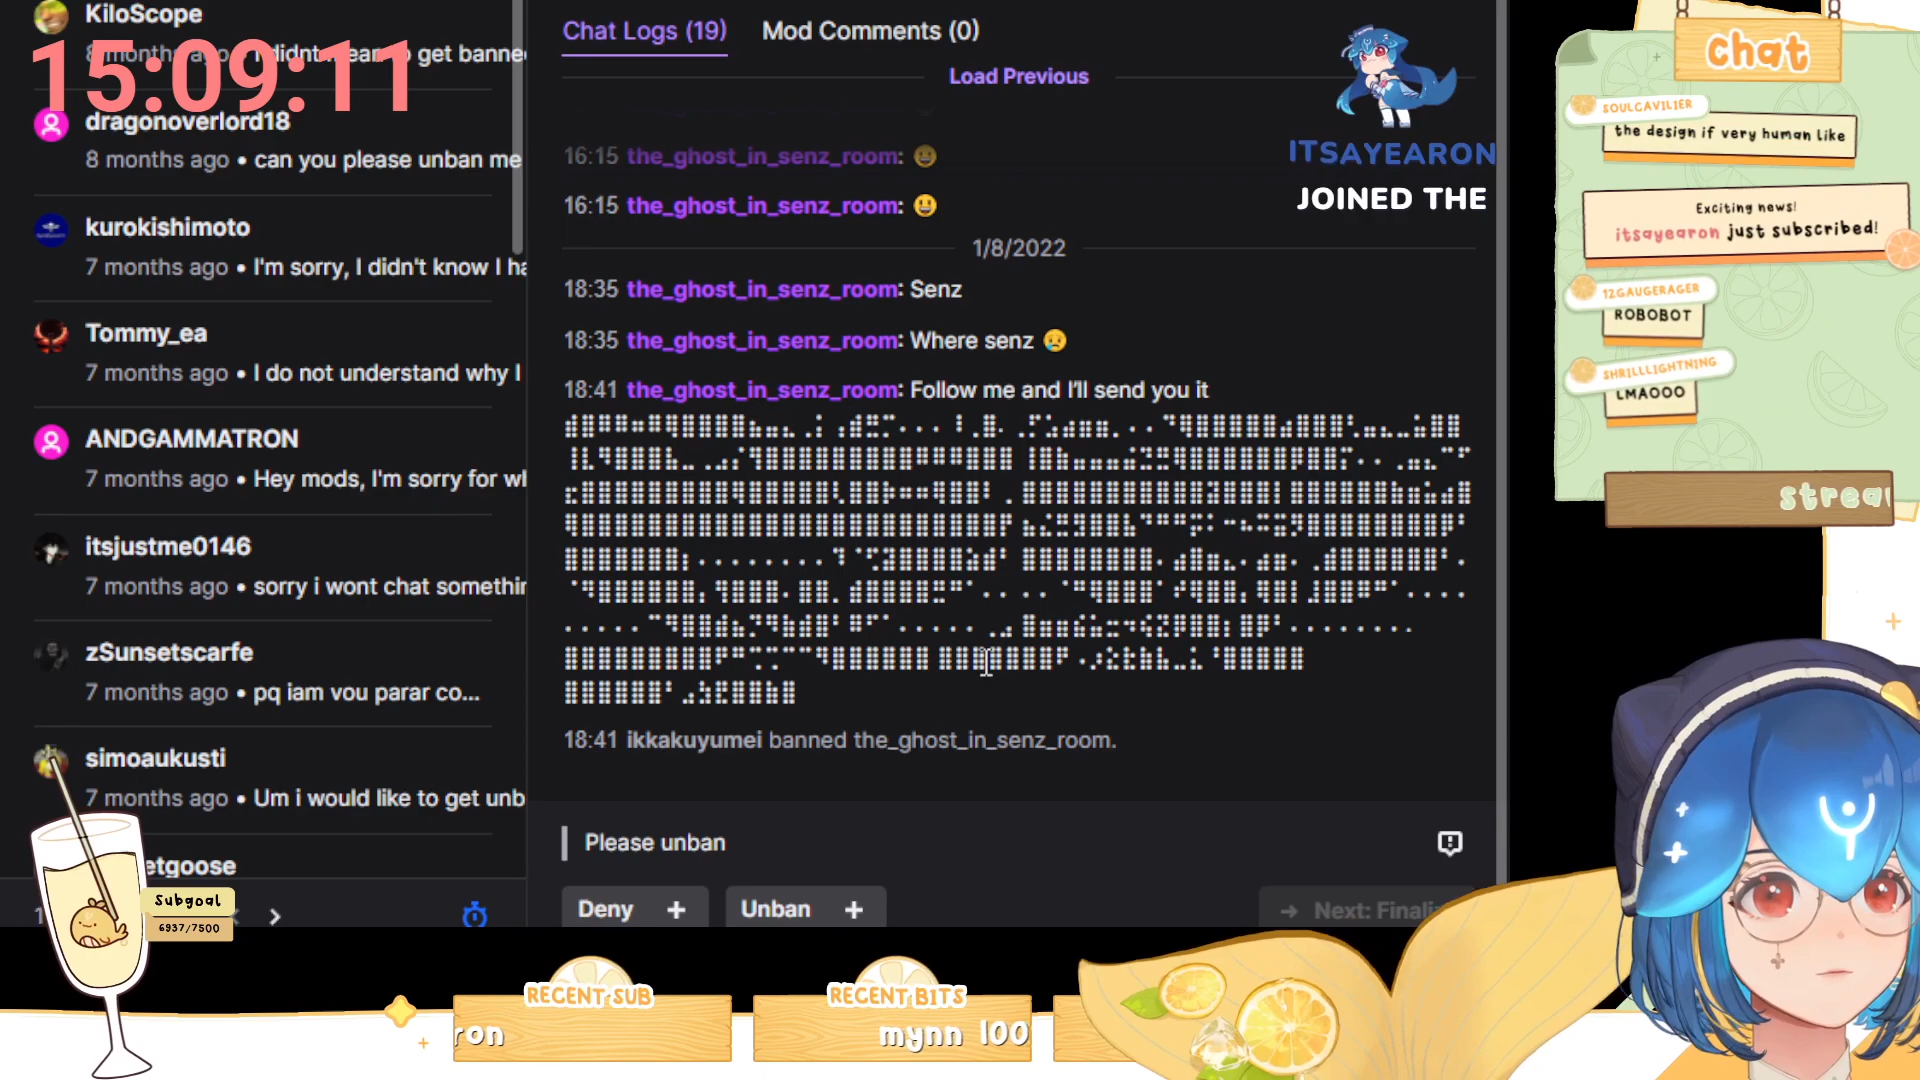 KiloScope
15:09:11
dragonoverlord18
8 months ago • can you please unban me
kurokishimoto
7 months ago • I'm sorry, I didn't know I ha
Tommy_ea
7 months ago • I do not understand why I
ANDGAMMATRON
7 months ago • Hey mods, I'm sorry for wh
itsjustme0146
7 months ago • sorry i wont chat somethin
zSunsetscarfe
7 months ago • pq iam vou parar co...
simoaukusti
7 months ago • Um i would like to get unb
etgoose
Subgoal
6937/7500
Chat Logs (19)
Mod Comments (0)
Load Previous
16:15 the_ghost_in_senz_room: 😀
16:15 the_ghost_in_senz_room: 😀
1/8/2022
18:35 the_ghost_in_senz_room: Senz
18:35 the_ghost_in_senz_room: Where senz 😢
18:41 the_ghost_in_senz_room: Follow me and I'll send you it
18:41 ikkakuyumei banned the_ghost_in_senz_room.
Please unban
Deny +
Unban +
→ Next: Finali
ITSAYEARON
JOINED THE
chat
SOULCAVILIER
the design if very human like
Exciting news!
itsayearon just subscribed!
12GAUGERAGER
ROBOBOT
SHRILLLIGHTNING
LMAOOO
strea
RECENT SUB
ron
RECENT BITS
mynn 100